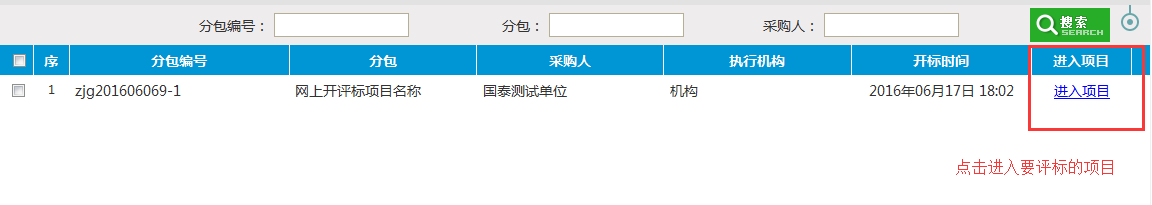 分包编号： 分包： 采购人： 搜索 SEARCH
序 分包编号 分包 采购人 执行机构 开标时间 进入项目
1 zjg201606069-1 网上开评标项目名称 国泰测试单位 机构 2016年06月17日 18:02 进入项目
点击进入要评标的项目